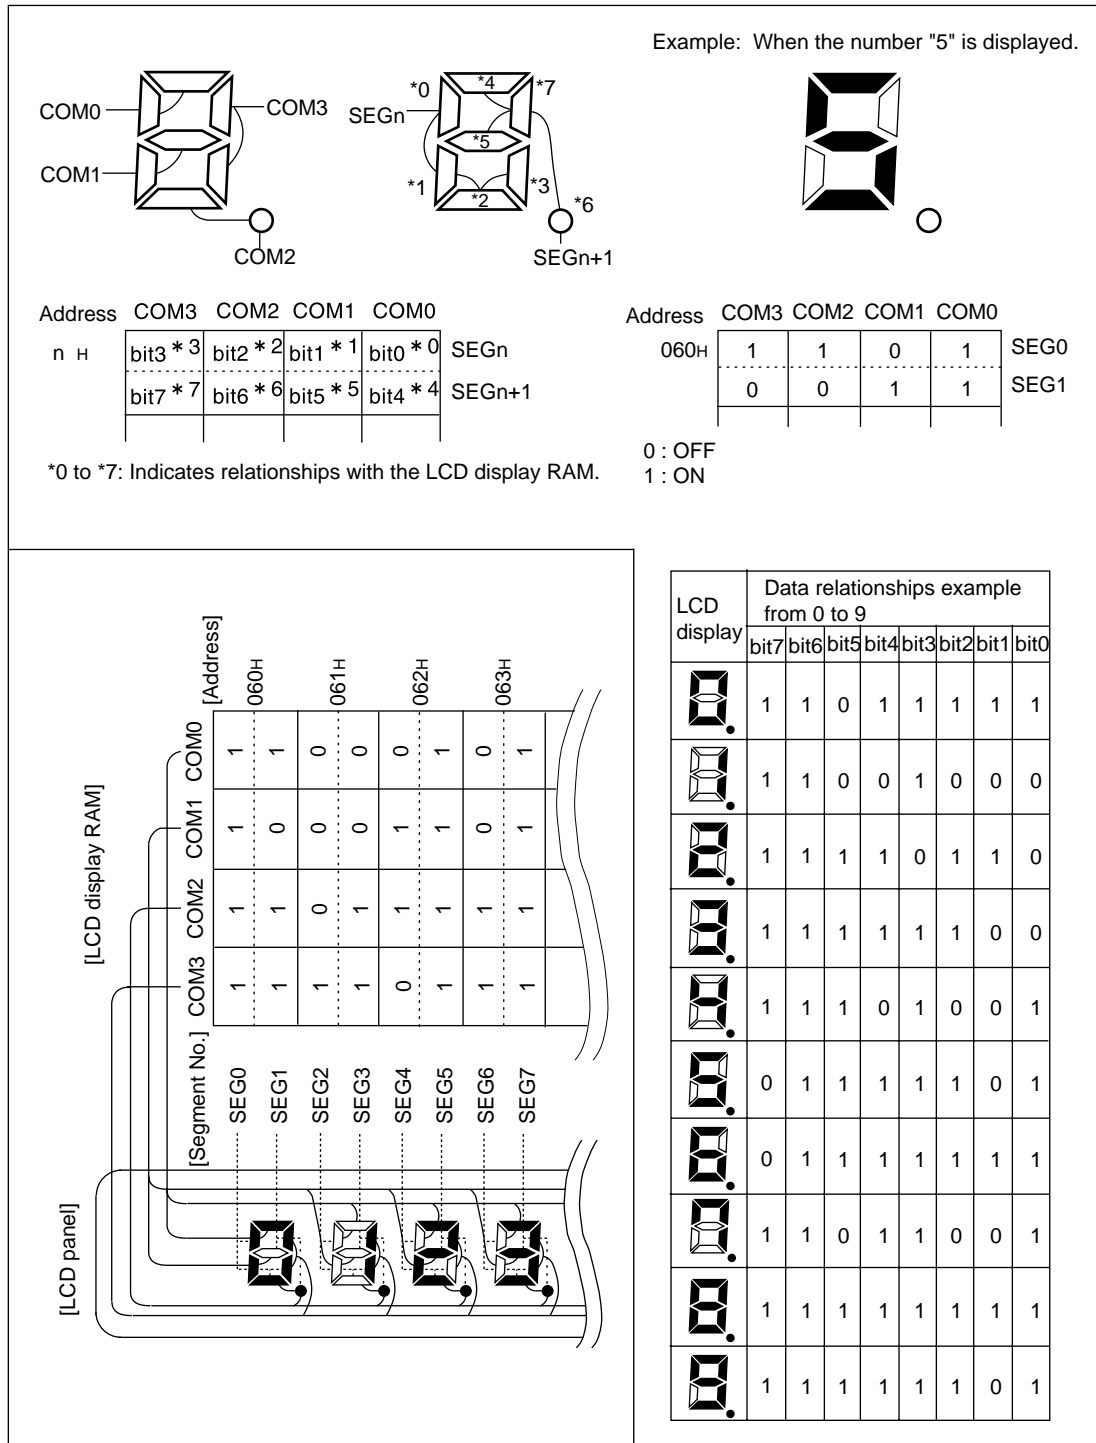 Example: When the number "5" is displayed.
COM0
COM3
COM1
COM2
*0
*4
*7
SEGn
*5
*1
*3
*2
*6
SEGn+1
Address COM3 COM2 COM1 COM0
n H bit3 *3 bit2 *2 bit1 *1 bit0 *0 SEGn
bit7 *7 bit6 *6 bit5 *5 bit4 *4 SEGn+1
*0 to *7: Indicates relationships with the LCD display RAM.
Address COM3 COM2 COM1 COM0
060H 1 1 0 1 SEG0
0 0 1 1 SEG1
0 : OFF
1 : ON
[Address]
060H 061H 062H 063H
[LCD display RAM]
COM0 1 1 0 0 0 1 0 1
COM1 1 0 0 0 1 1 0 1
COM2 1 1 0 1 1 1 1 1
COM3 1 1 1 1 0 1 1 1
[Segment No.]
SEG0 SEG1 SEG2 SEG3 SEG4 SEG5 SEG6 SEG7
[LCD panel]
LCD display
Data relationships example
from 0 to 9
bit7 bit6 bit5 bit4 bit3 bit2 bit1 bit0
1 1 0 1 1 1 1 1
1 1 0 0 1 0 0 0
1 1 1 1 0 1 1 0
1 1 1 1 1 1 0 0
1 1 1 0 1 0 0 1
0 1 1 1 1 1 0 1
0 1 1 1 1 1 1 1
1 1 0 1 1 0 0 1
1 1 1 1 1 1 1 1
1 1 1 1 1 1 0 1